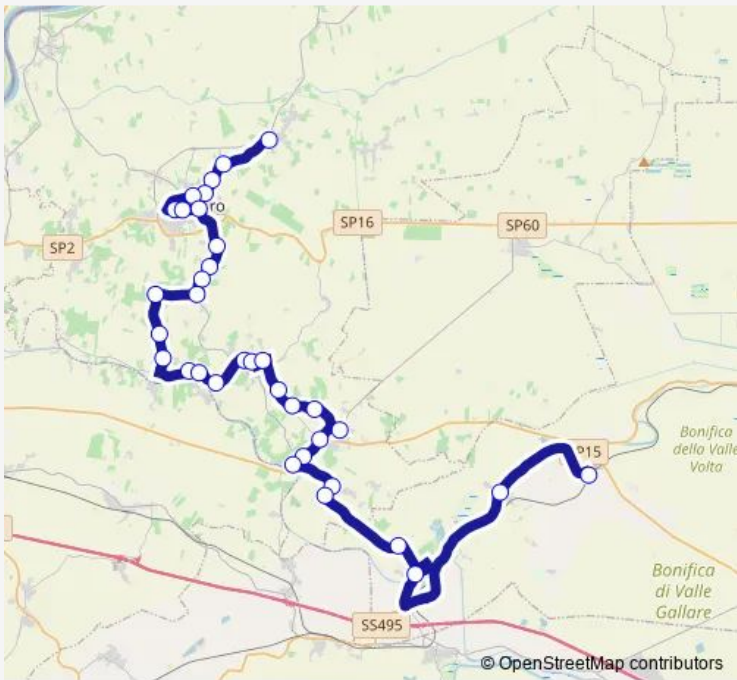 ro
SP16
SP60
SP2
Bonifica
della Valle
Volta
P15
Bonifica
di Valle
Gallare
SS495
© OpenStreetMap contributors